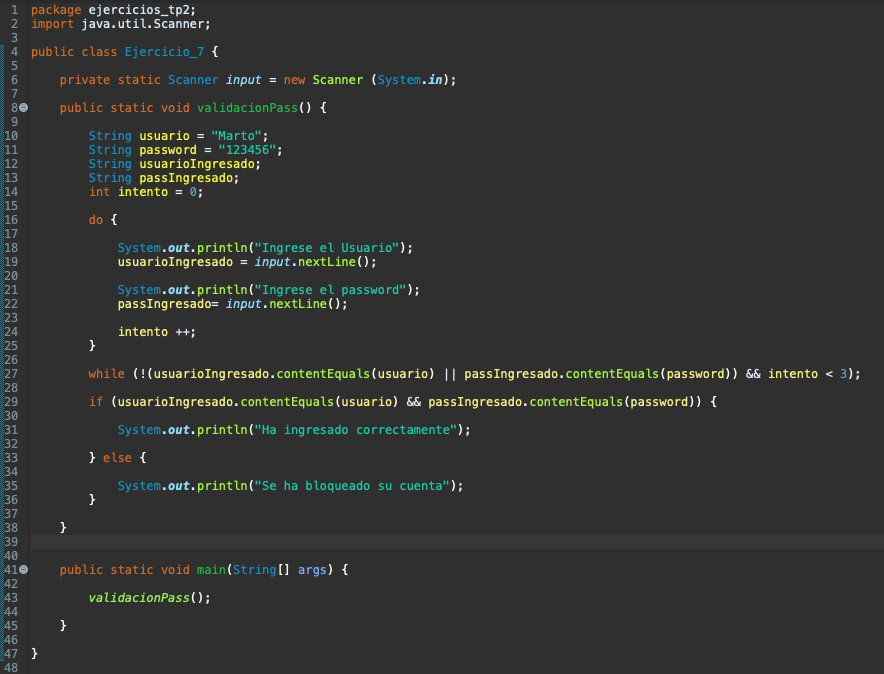 1 package ejercicios_tp2;
2 import java.util.Scanner;
3
4 public class Ejercicio_7 {
5
6     private static Scanner input = new Scanner (System.in);
7
8     public static void validacionPass() {
9
10         String usuario = "Marto";
11         String password = "123456";
12         String usuarioIngresado;
13         String passIngresado;
14         int intento = 0;
15
16         do {
17
18             System.out.println("Ingrese el Usuario");
19             usuarioIngresado = input.nextLine();
20
21             System.out.println("Ingrese el password");
22             passIngresado= input.nextLine();
23
24             intento ++;
25         }
26
27         while (!(usuarioIngresado.contentEquals(usuario) || passIngresado.contentEquals(password)) && intento < 3);
28
29         if (usuarioIngresado.contentEquals(usuario) && passIngresado.contentEquals(password)) {
30
31             System.out.println("Ha ingresado correctamente");
32
33         } else {
34
35             System.out.println("Se ha bloqueado su cuenta");
36         }
37
38     }
39
40
41     public static void main(String[] args) {
42
43         validacionPass();
44
45     }
46
47 }
48